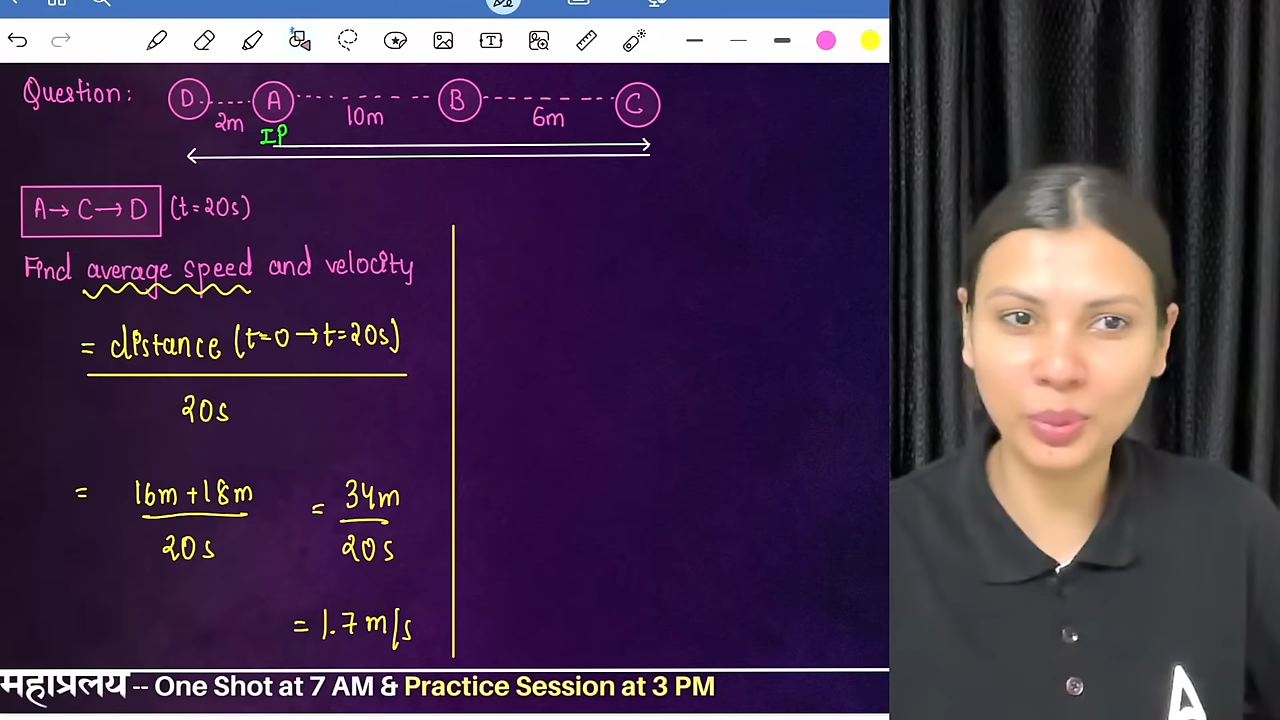 Question: D A B C
2m 10m 6m
IP
A→ C→ D (t=20s)
Find average speed and velocity
= distance (t=0→t=20s)
20s
= 16m+18m = 34m
20s 20s
= 1.7m/s
महाप्रलय -- One Shot at 7 AM & Practice Session at 3 PM